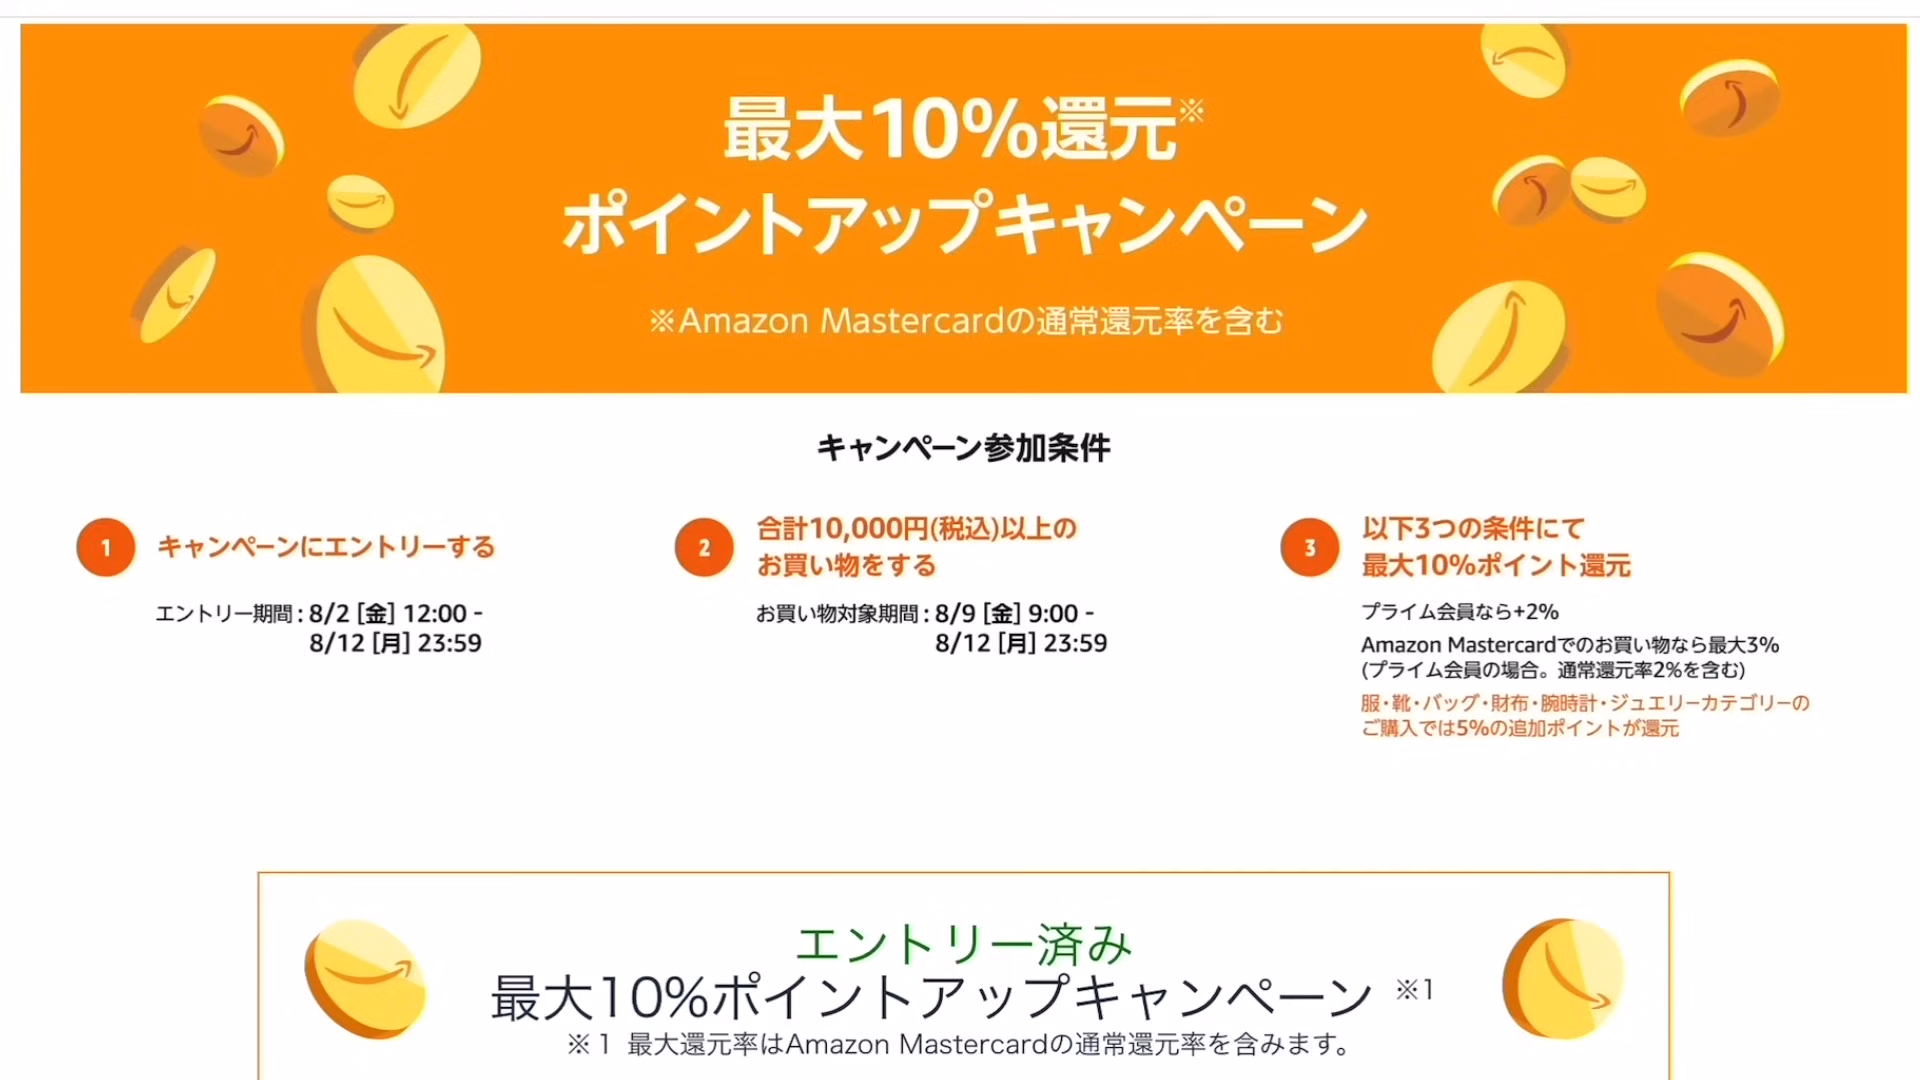 最大10%還元※
ポイントアップキャンペーン
※Amazon Mastercardの通常還元率を含む
キャンペーン参加条件
1 キャンペーンにエントリーする
エントリー期間 : 8/2 [金] 12:00 -
8/12 [月] 23:59
2 合計10,000円(税込)以上の
お買い物をする
お買い物対象期間 : 8/9 [金] 9:00 -
8/12 [月] 23:59
3 以下3つの条件にて
最大10%ポイント還元
プライム会員なら+2%
Amazon Mastercardでのお買い物なら最大3%
(プライム会員の場合。通常還元率2%を含む)
服・靴・バッグ・財布・腕時計・ジュエリーカテゴリーの
ご購入では5%の追加ポイントが還元
エントリー済み
最大10%ポイントアップキャンペーン ※1
※1 最大還元率はAmazon Mastercardの通常還元率を含みます。